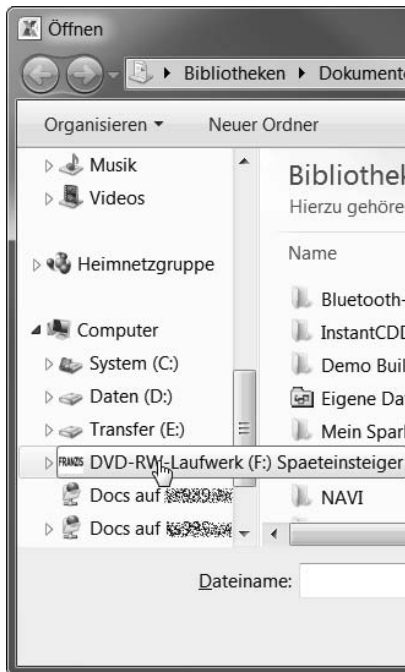 Öffnen
Bibliotheken Dokumente
Organisieren Neuer Ordner
Musik
Videos
Heimnetzgruppe
Computer
System (C:)
Daten (D:)
Transfer (E:)
FRANZIS DVD-RW-Laufwerk (F:) Spaeteinsteiger
Docs auf
Docs auf
Bibliothek
Hierzu gehöre
Name
Bluetooth-
InstantCDD
Demo Buil
Eigene Da
Mein Spar
NAVI
Dateiname: